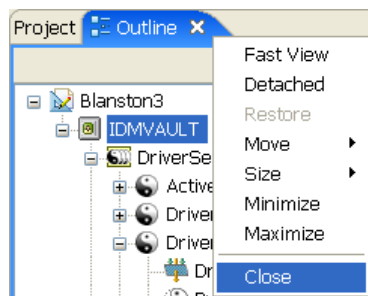 Project Outline
Fast View
Detached
Blanston3
Restore
IDMVAULT
Move
DriverSe
Size
Active
Minimize
Driver
Maximize
Driver
Dr
Close